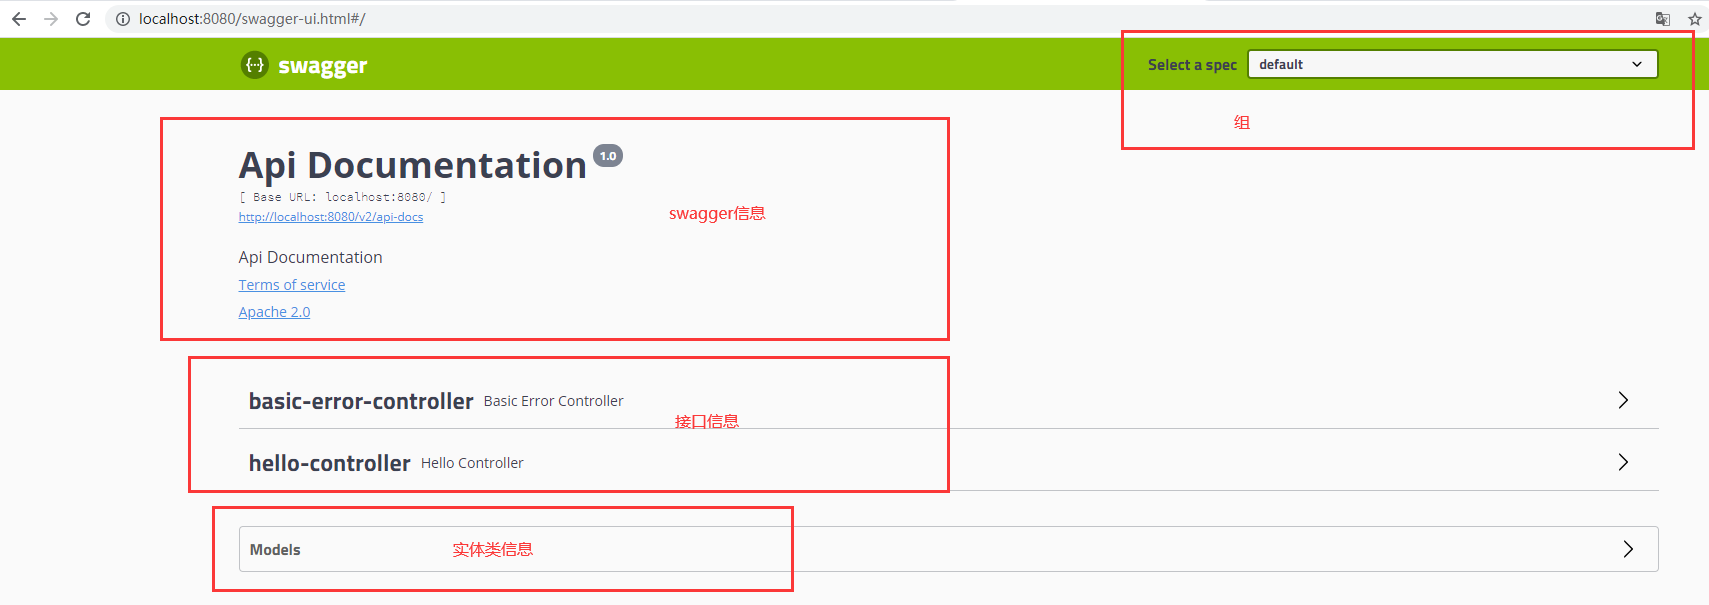 localhost:8080/swagger-ui.html#/
{··} swagger
Select a spec
default
组
Api Documentation 1.0
[ Base URL: localhost:8080/ ]
http://localhost:8080/v2/api-docs
swagger信息
Api Documentation
Terms of service
Apache 2.0
basic-error-controller Basic Error Controller
接口信息
hello-controller Hello Controller
Models
实体类信息